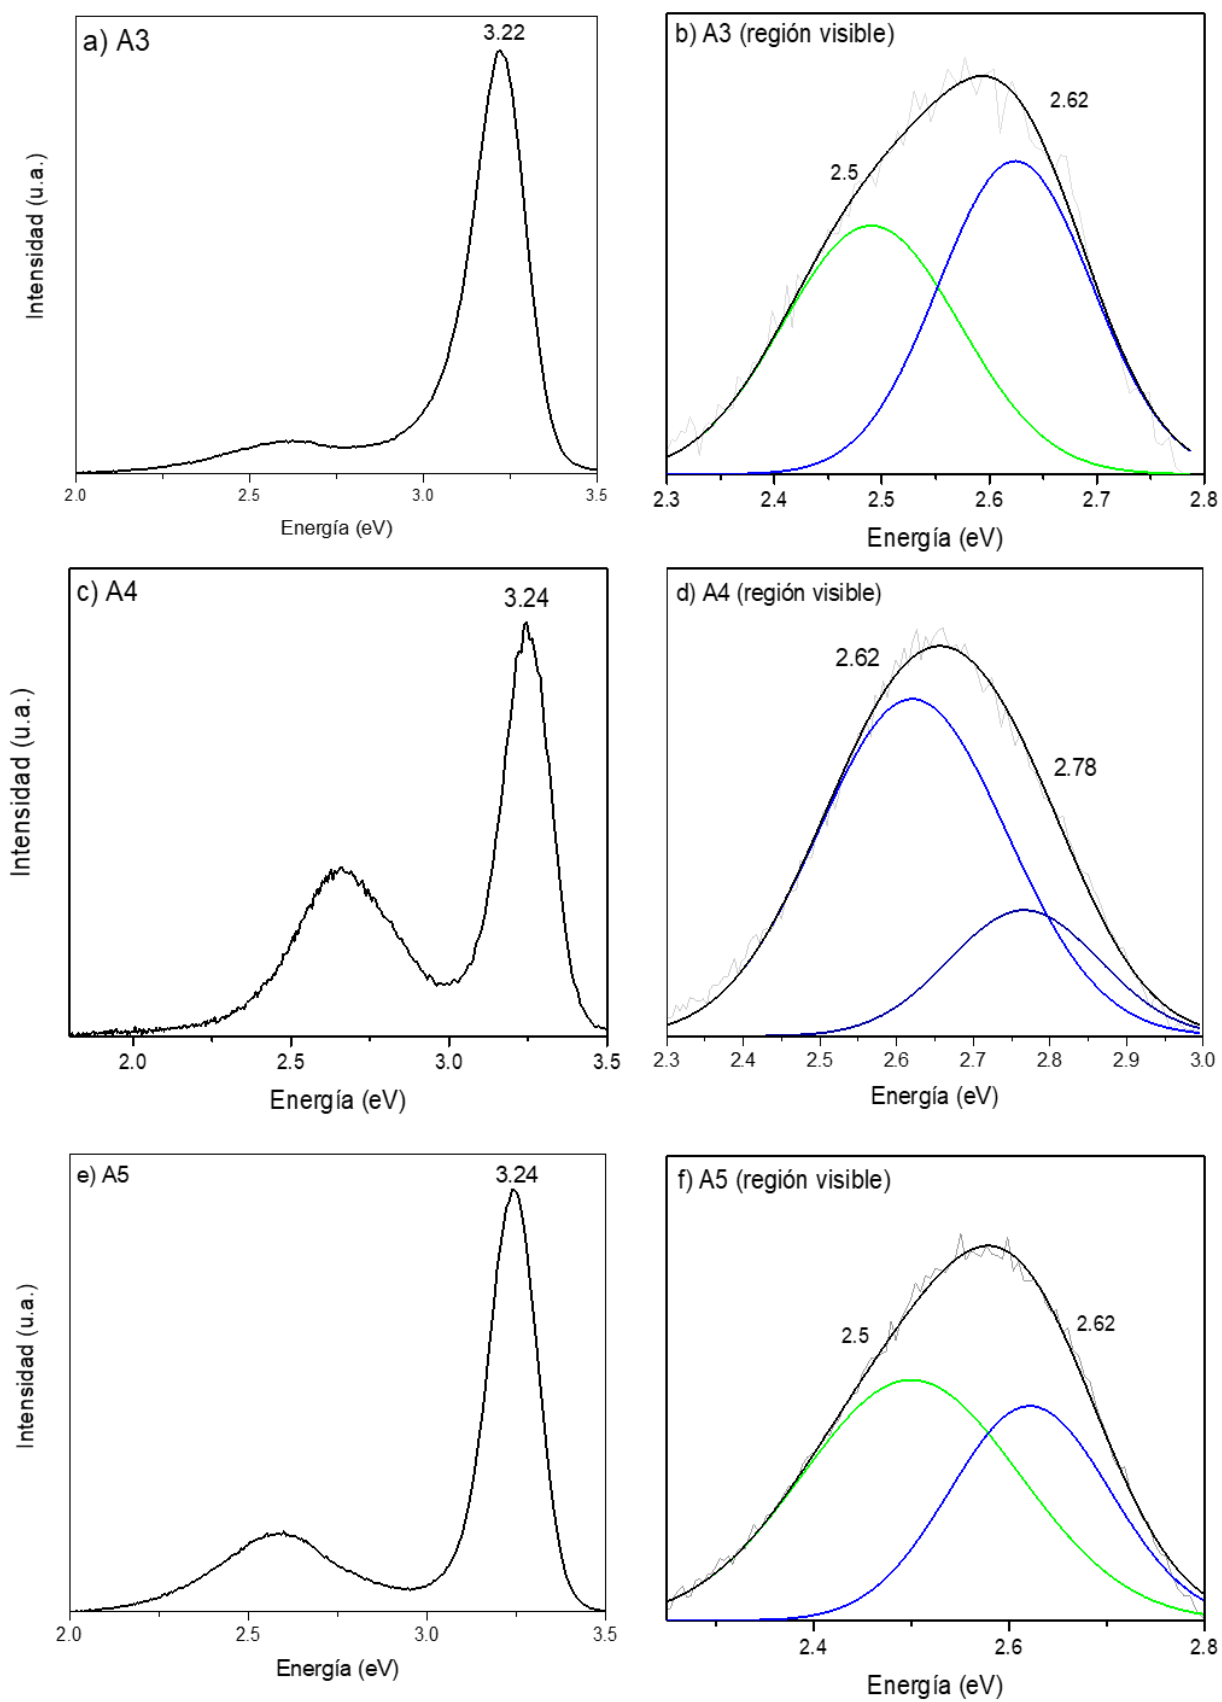 a) A3
3.22
Intensidad (u.a.)
2.0 2.5 3.0 3.5
Energía (eV)
b) A3 (región visible)
2.62
2.5
2.3 2.4 2.5 2.6 2.7 2.8
Energía (eV)
c) A4
3.24
Intensidad (u.a.)
2.0 2.5 3.0 3.5
Energía (eV)
d) A4 (región visible)
2.62
2.78
2.3 2.4 2.5 2.6 2.7 2.8 2.9 3.0
Energía (eV)
e) A5
3.24
Intensidad (u.a.)
2.0 2.5 3.0 3.5
Energía (eV)
f) A5 (región visible)
2.5
2.62
2.4 2.6 2.8
Energía (eV)